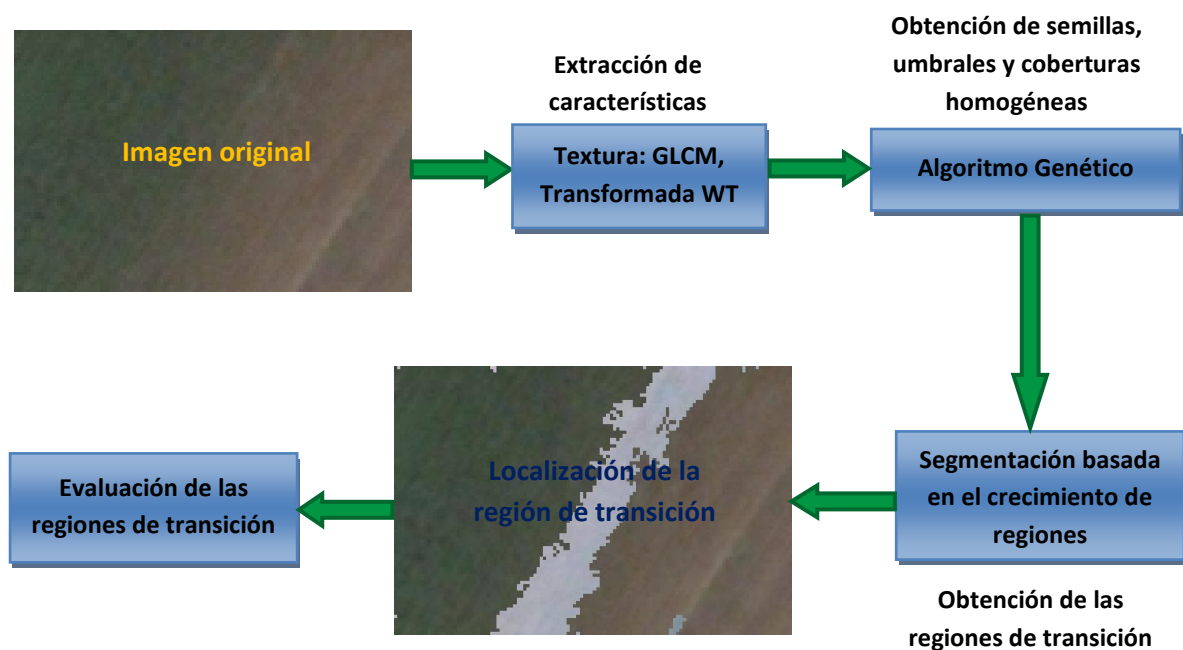 Imagen original
Extracción de
características
Textura: GLCM,
Transformada WT
Obtención de semillas,
umbrales y coberturas
homogéneas
Algoritmo Genético
Segmentación basada
en el crecimiento de
regiones
Obtención de las
regiones de transición
Localización de la
región de transición
Evaluación de las
regiones de transición